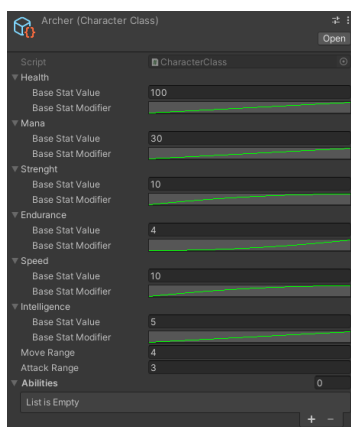 Archer (Character Class)
Open
Script CharacterClass
Health
Base Stat Value 100
Base Stat Modifier
Mana
Base Stat Value 30
Base Stat Modifier
Strenght
Base Stat Value 10
Base Stat Modifier
Endurance
Base Stat Value 4
Base Stat Modifier
Speed
Base Stat Value 10
Base Stat Modifier
Intelligence
Base Stat Value 5
Base Stat Modifier
Move Range 4
Attack Range 3
Abilities 0
List is Empty
+ −